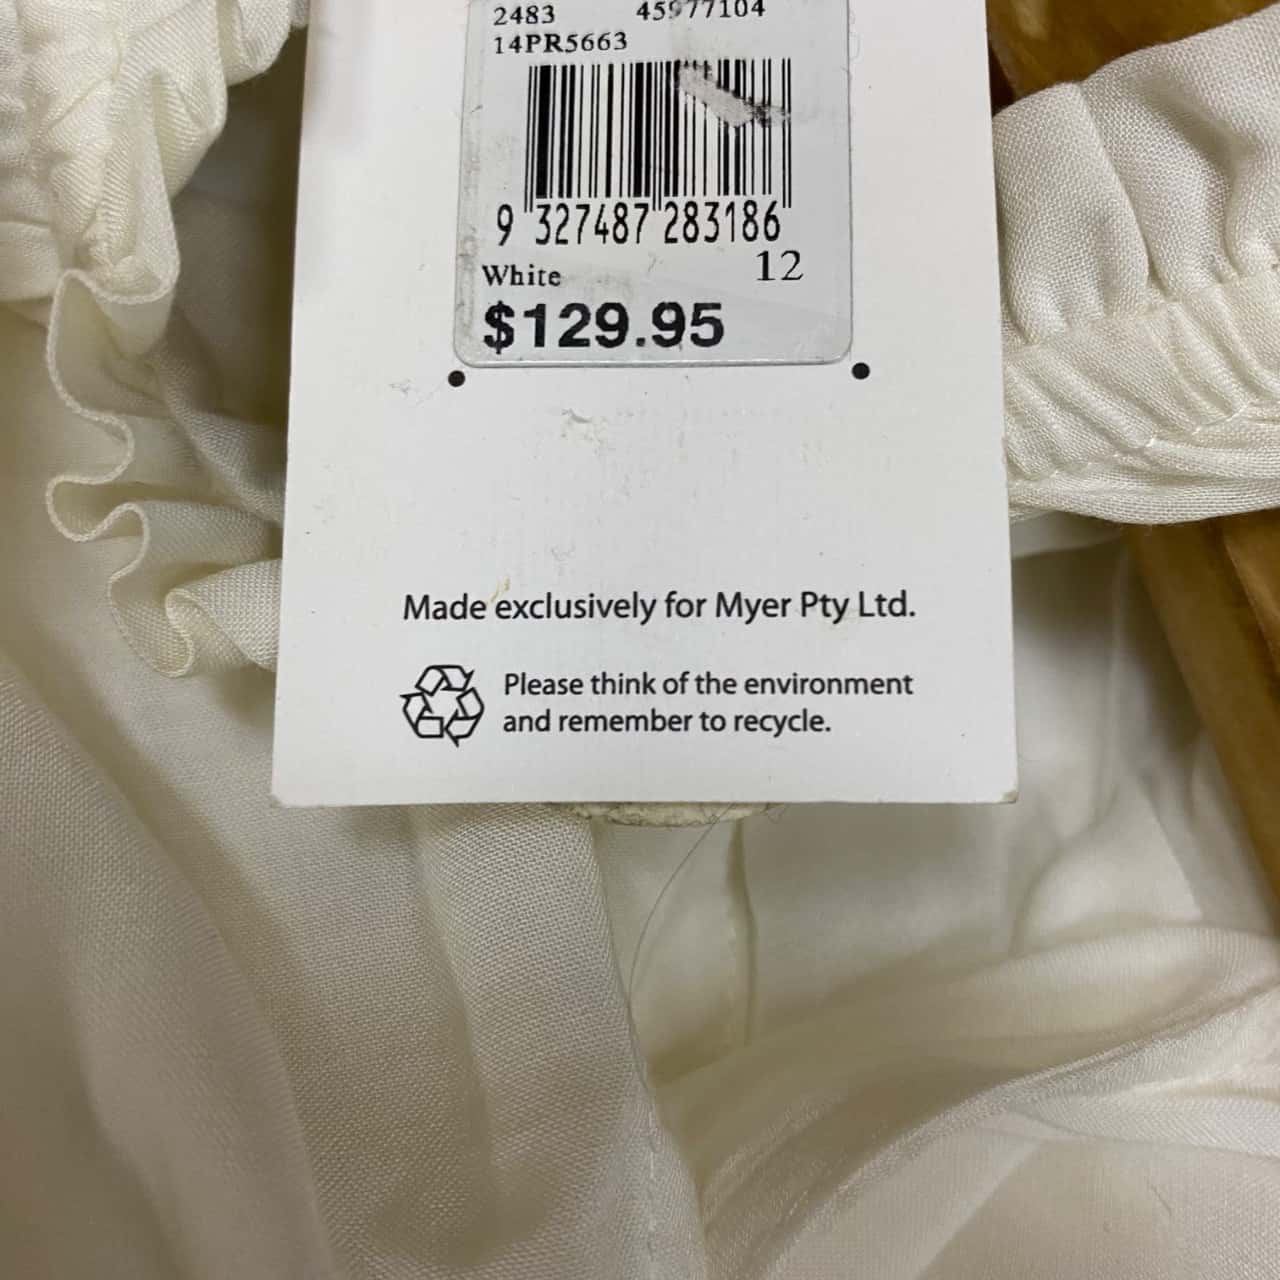 2483 45977104
14PR5663
9 327487 283186
White 12
$129.95
Made exclusively for Myer Pty Ltd.
Please think of the environment
and remember to recycle.